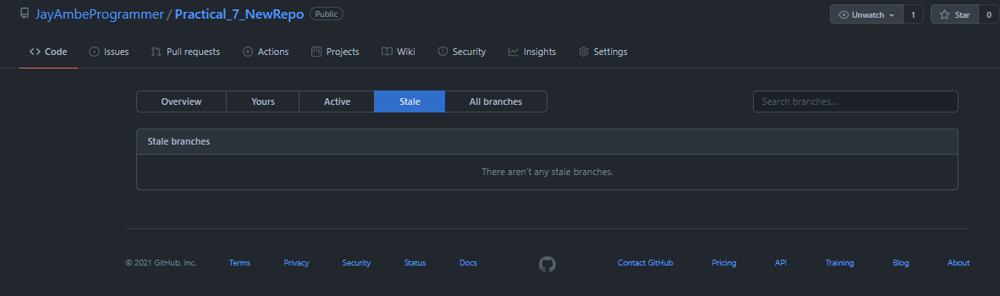 JayAmbeProgrammer / Practical_7_NewRepo Public Unwatch 1 Star 0
Code Issues Pull requests Actions Projects Wiki Security Insights Settings
Overview Yours Active Stale All branches Search branches...
Stale branches
There aren't any stale branches.
© 2021 GitHub, Inc. Terms Privacy Security Status Docs Contact GitHub Pricing API Training Blog About